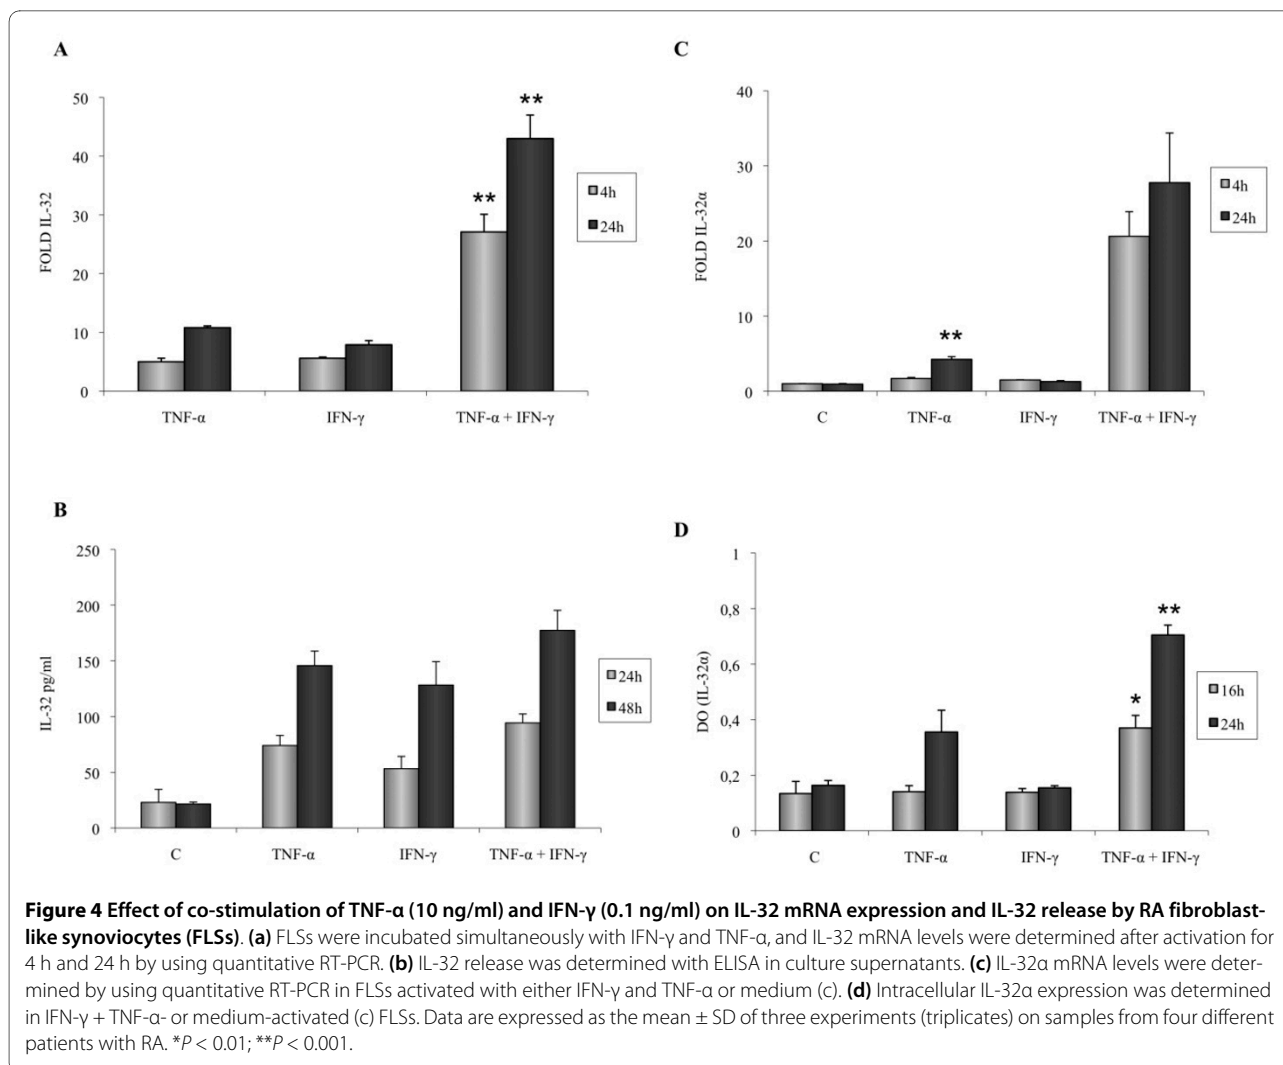 A
FOLD IL-32
50
40
30
20
10
0
**
**
4h
24h
TNF-α
IFN-γ
TNF-α + IFN-γ
C
FOLD IL-32α
40
30
20
10
0
**
4h
24h
C
TNF-α
IFN-γ
TNF-α + IFN-γ
B
IL-32 pg/ml
250
200
150
100
50
0
24h
48h
C
TNF-α
IFN-γ
TNF-α + IFN-γ
D
DO (IL-32α)
1
0,8
0,6
0,4
0,2
0
*
**
16h
24h
C
TNF-α
IFN-γ
TNF-α + IFN-γ
Figure 4 Effect of co-stimulation of TNF-α (10 ng/ml) and IFN-γ (0.1 ng/ml) on IL-32 mRNA expression and IL-32 release by RA fibroblast-
like synoviocytes (FLSs). (a) FLSs were incubated simultaneously with IFN-γ and TNF-α, and IL-32 mRNA levels were determined after activation for
4 h and 24 h by using quantitative RT-PCR. (b) IL-32 release was determined with ELISA in culture supernatants. (c) IL-32α mRNA levels were deter-
mined by using quantitative RT-PCR in FLSs activated with either IFN-γ and TNF-α or medium (c). (d) Intracellular IL-32α expression was determined
in IFN-γ + TNF-α- or medium-activated (c) FLSs. Data are expressed as the mean ± SD of three experiments (triplicates) on samples from four different
patients with RA. *P < 0.01; **P < 0.001.